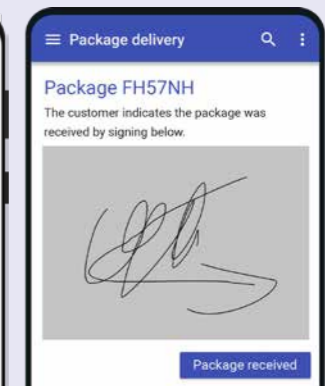 Package delivery
Package FH57NH
The customer indicates the package was
received by signing below.
Package received